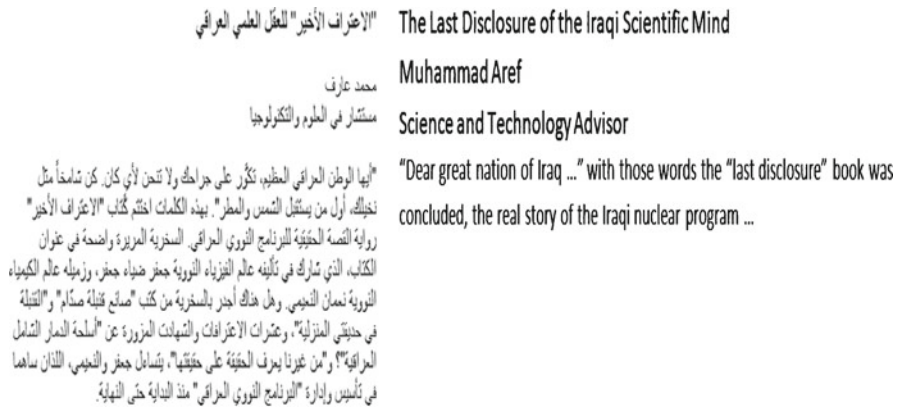 "الاعتراف الأخير" للعقل العلمي العراقي
محمد عارف
مستشار في العلوم والتكنولوجيا
"أيها الوطن العراقي العظيم، تكوَّر على جراحك ولا تنحن لأي كان. كن شامخاً مثل
نخيلك، أول من يستقبل الشمس والمطر". بهذه الكلمات اختتم كُتاب "الاعتراف الأخير"
رواية القصة الحقيقية للبرنامج النووي العراقي. السخرية المريرة واضحة في عنوان
الكتاب، الذي شارك في تأليفه عالم الفيزياء النووية جعفر ضياء جعفر، وزميله عالم الكيمياء
النووية نعمان النعيمي. وهل هناك أجدر بالسخرية من كتب "صانع قنبلة صدّام" و"القنبلة
في حديقتي المنزلية"، وعشرات الاعترافات والشهادت المزورة عن "أسلحة الدمار الشامل
العراقية"؟ و"من غيرنا يعرف الحقيقة على حقيقتها"، يتساءل جعفر والنعيمي، اللذان ساهما
في تأسيس وإدارة "البرنامج النووي العراقي" منذ البداية حتى النهاية.
The Last Disclosure of the Iraqi Scientific Mind
Muhammad Aref
Science and Technology Advisor
“Dear great nation of Iraq ...” with those words the “last disclosure” book was
concluded, the real story of the Iraqi nuclear program ...